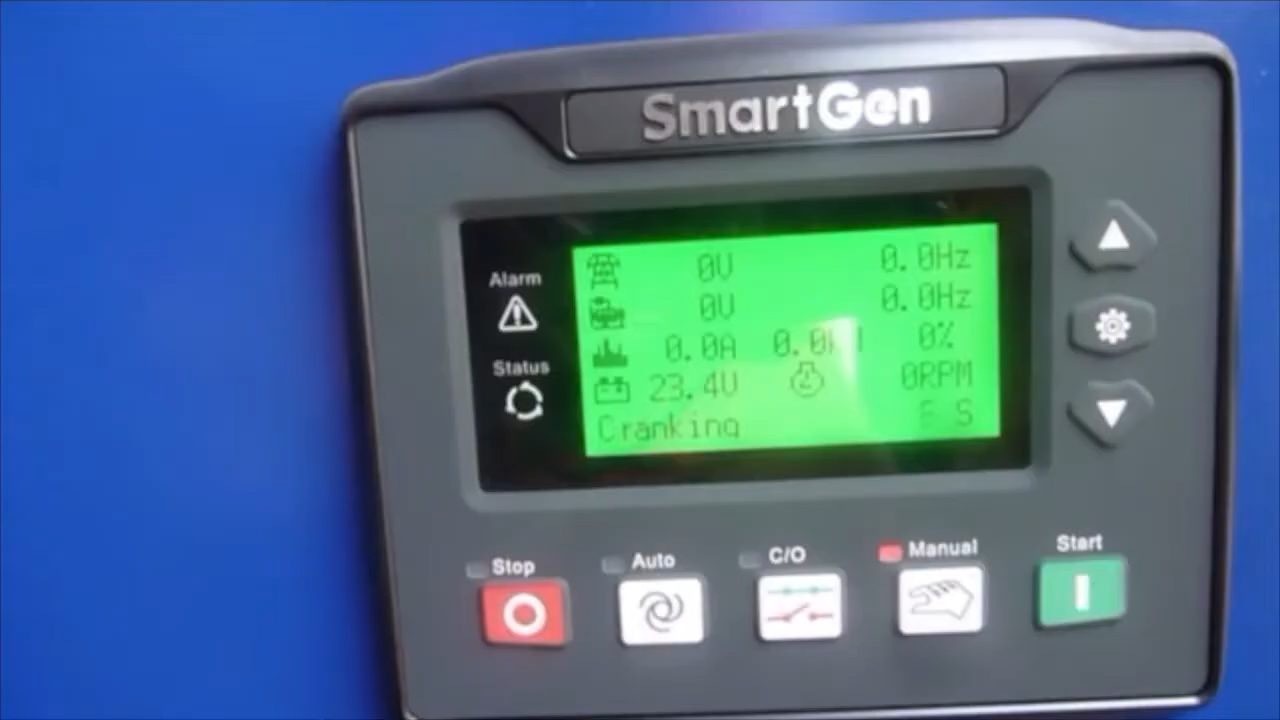 SmartGen
Alarm
Status
0V 0.0Hz
0V 0.0Hz
0.0A 0%
23.4V 0RPM
Cranking S
Stop Auto C/O Manual Start